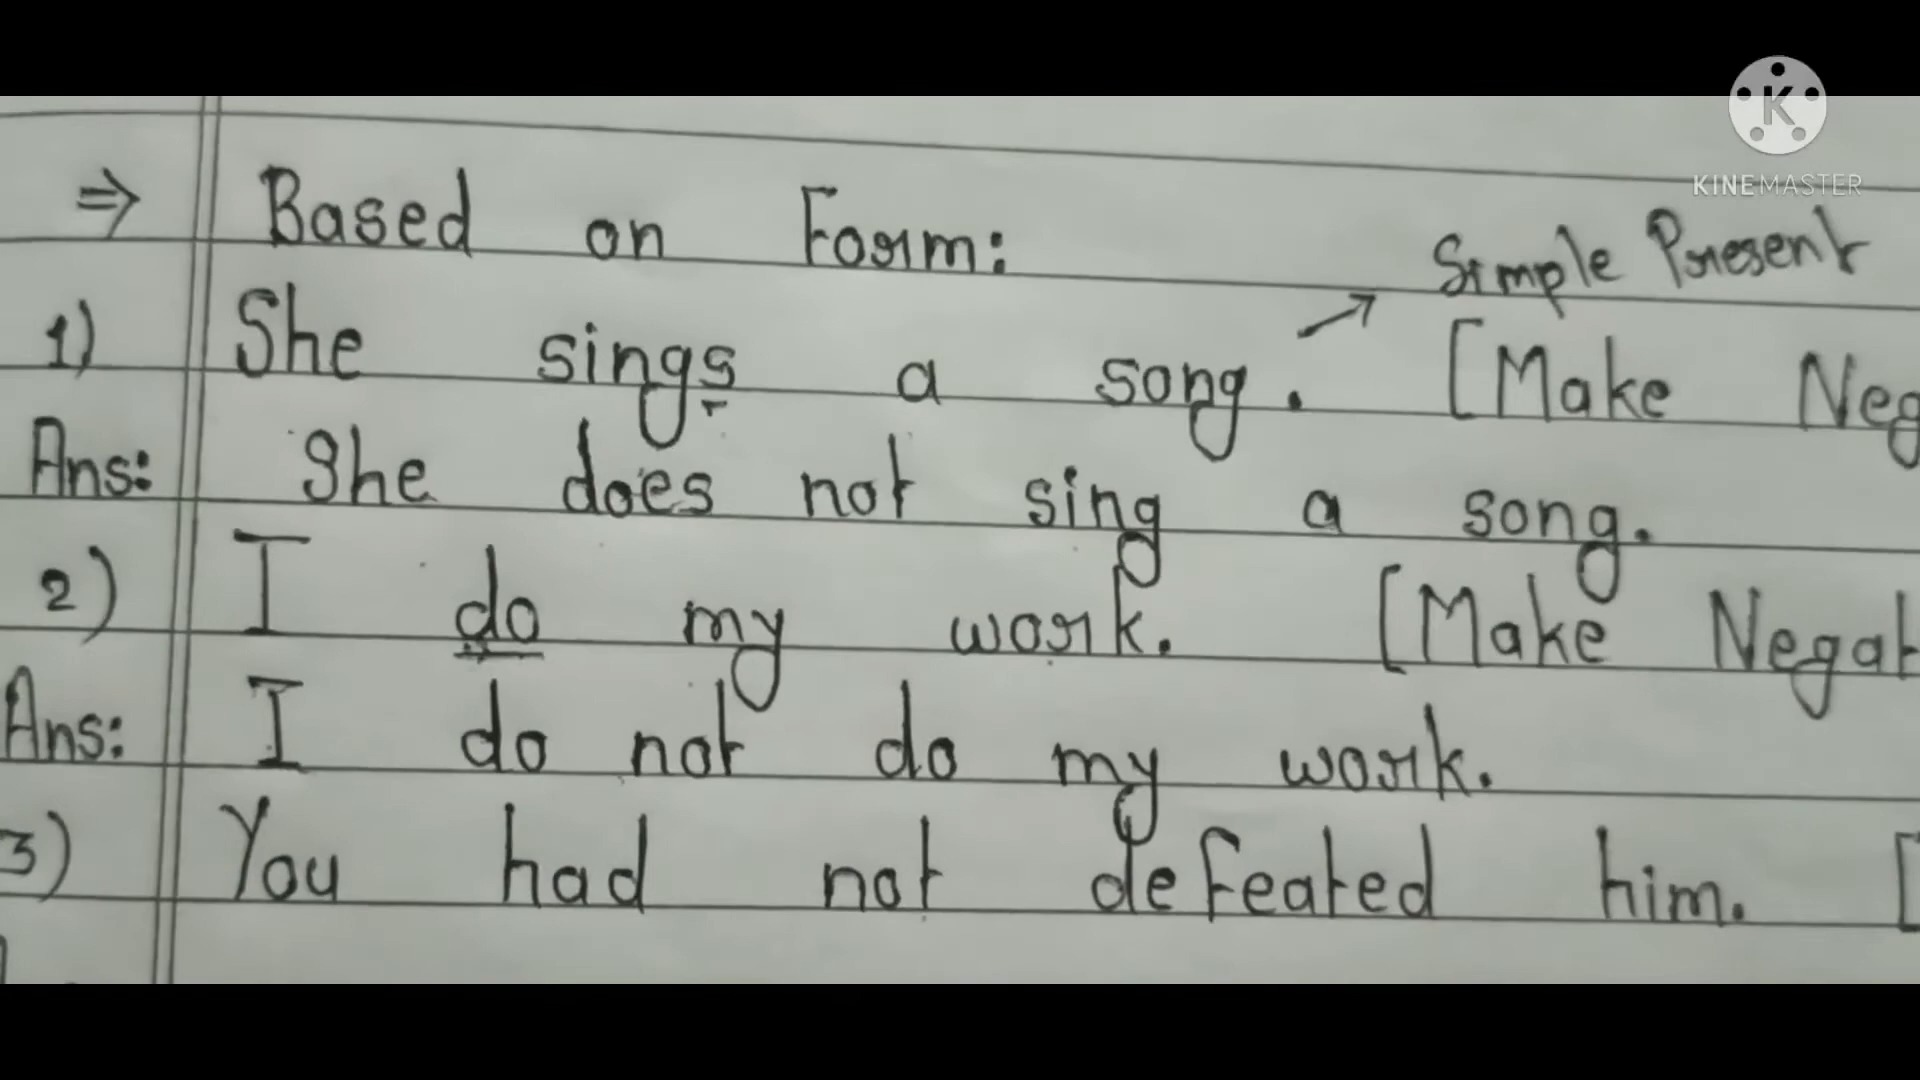 K
KINEMASTER
⇒ Based on Form:
Simple Present
1) She sings a song. → [Make Neg
Ans: She does not sing a song.
2) I do my work. [Make Negat
Ans: I do not do my work.
3) You had not defeated him. [